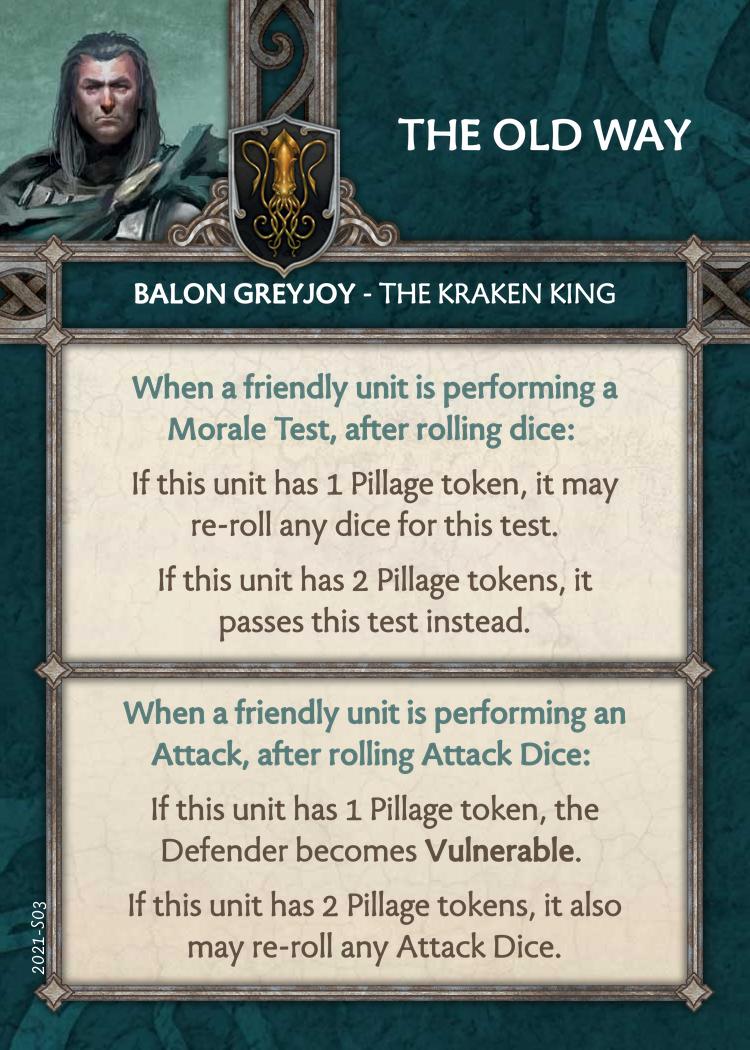 THE OLD WAY
BALON GREYJOY - THE KRAKEN KING
When a friendly unit is performing a
Morale Test, after rolling dice:
If this unit has 1 Pillage token, it may
re-roll any dice for this test.
If this unit has 2 Pillage tokens, it
passes this test instead.
When a friendly unit is performing an
Attack, after rolling Attack Dice:
If this unit has 1 Pillage token, the
Defender becomes Vulnerable.
If this unit has 2 Pillage tokens, it also
may re-roll any Attack Dice.
2021-S03